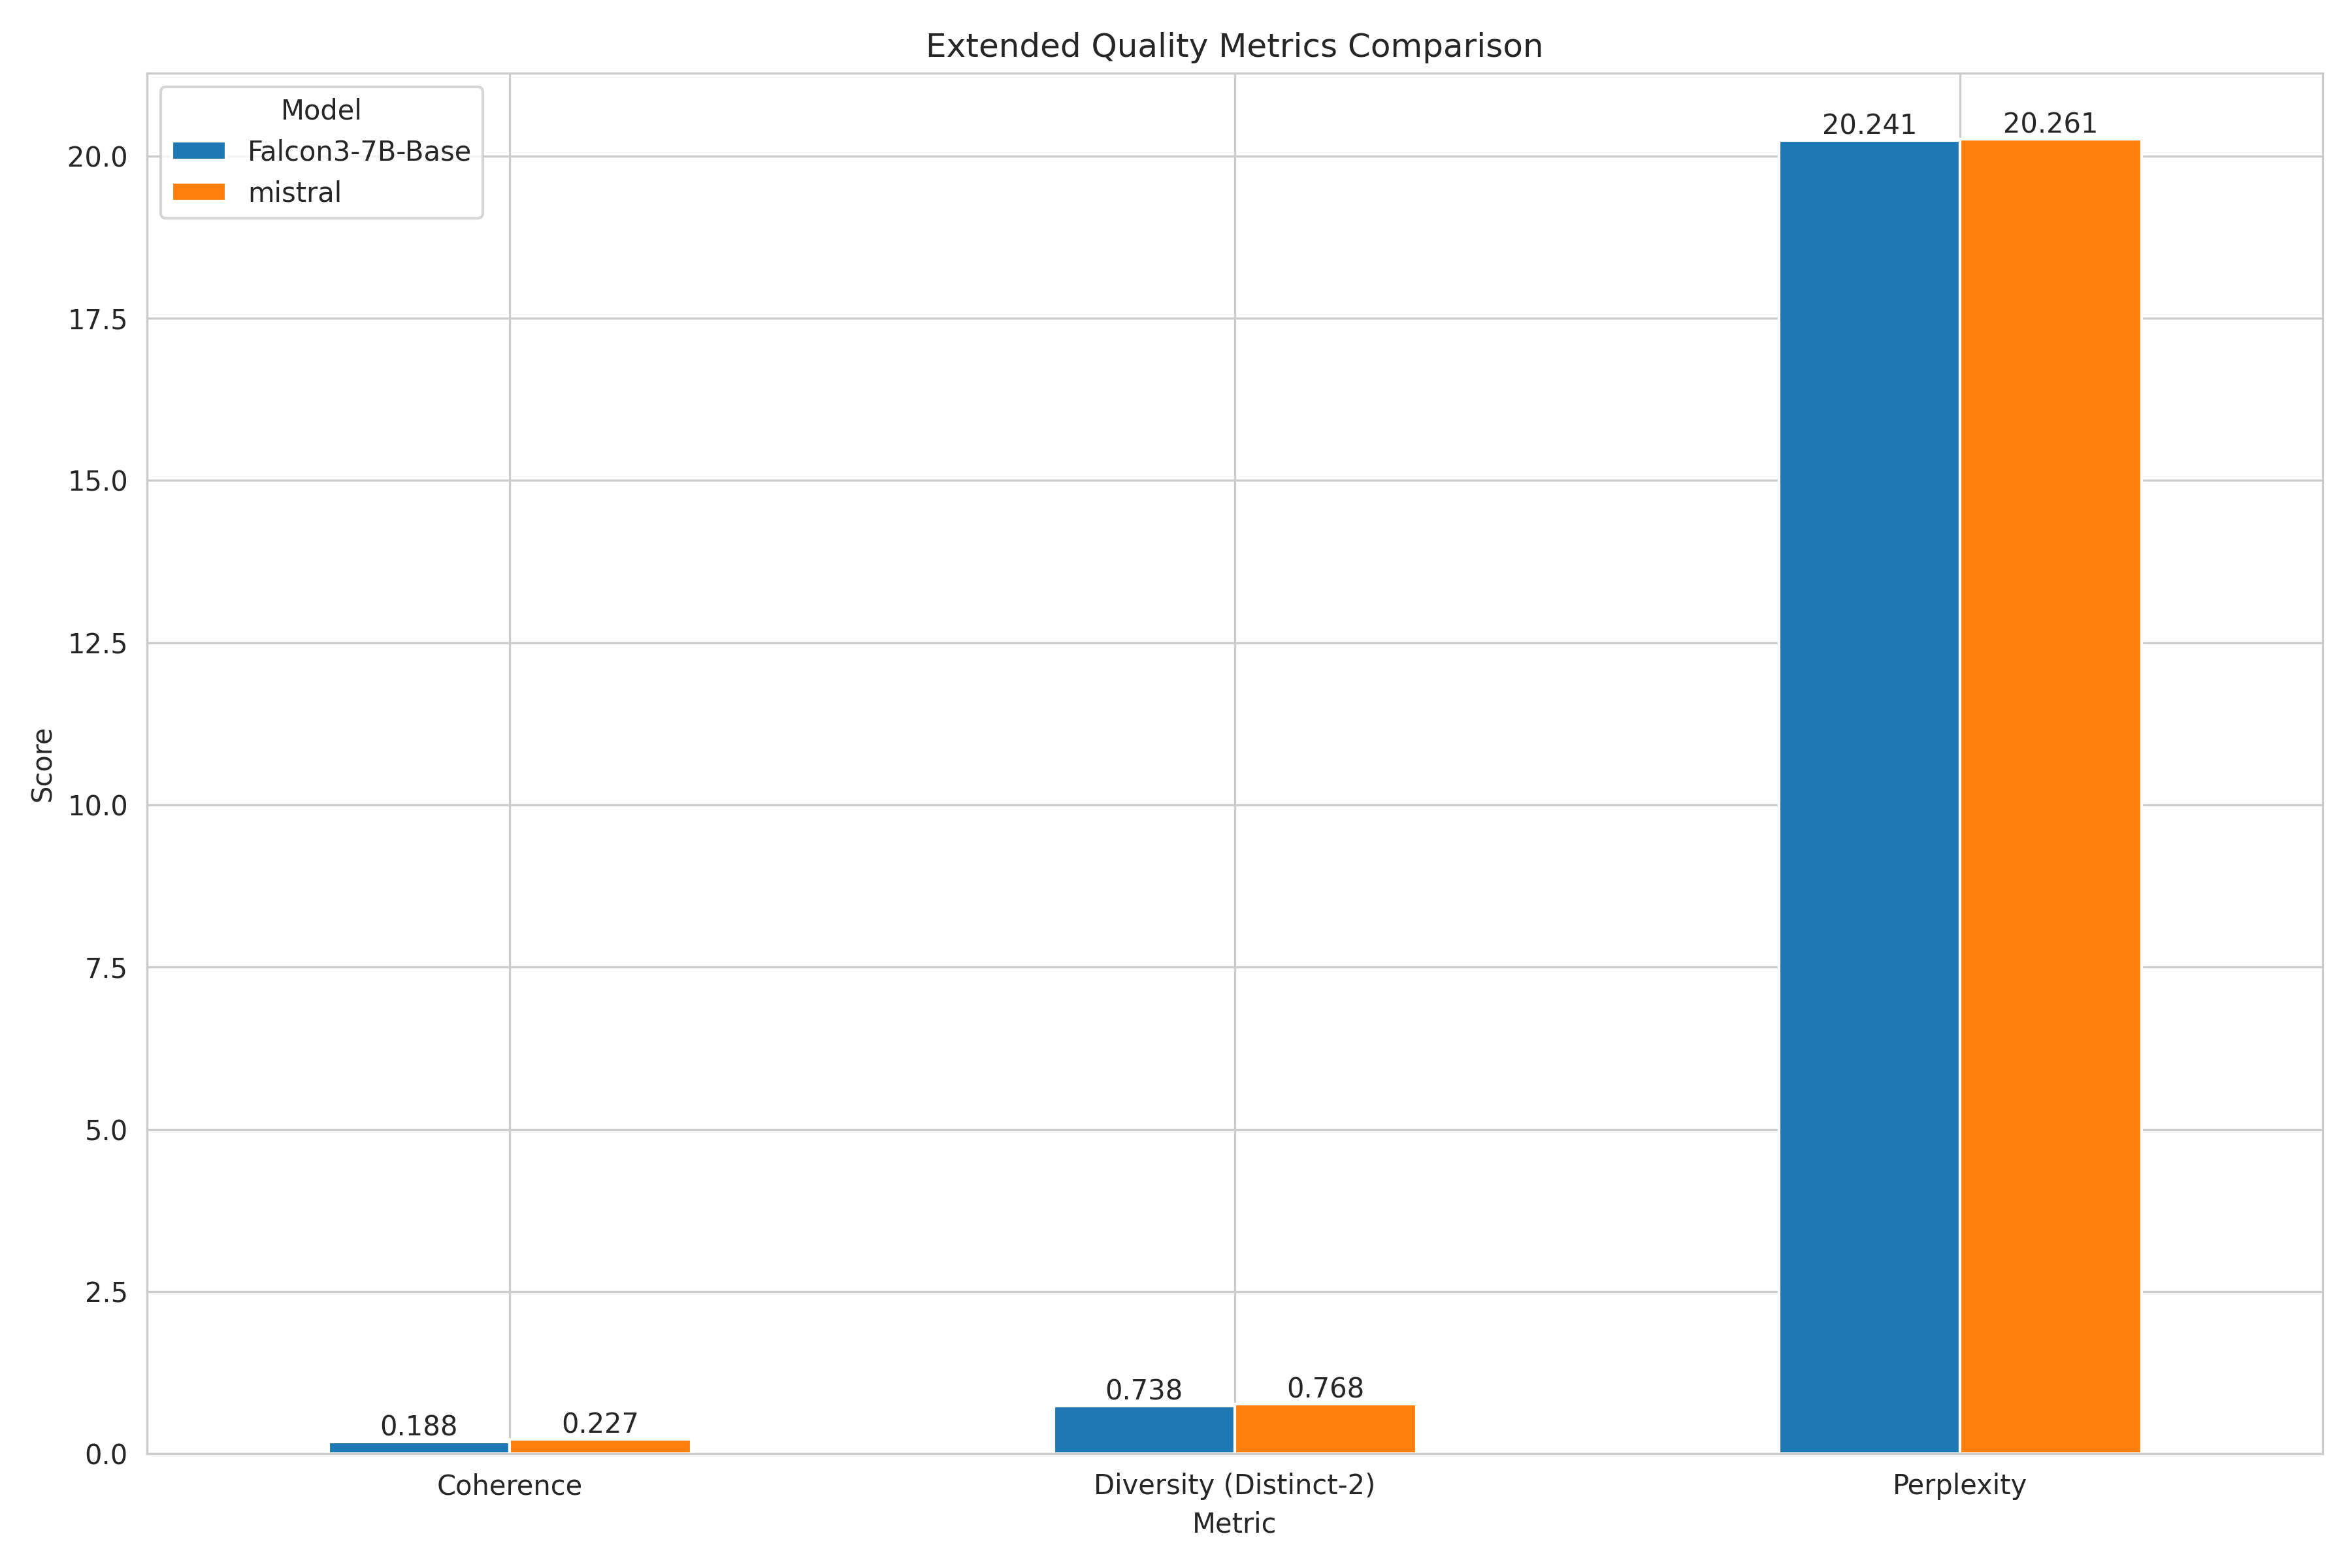 Extended Quality Metrics Comparison
Model
Falcon3-7B-Base
mistral
20.0
17.5
15.0
12.5
10.0
7.5
5.0
2.5
0.0
Score
0.188
0.227
0.738
0.768
20.241
20.261
Coherence
Diversity (Distinct-2)
Perplexity
Metric